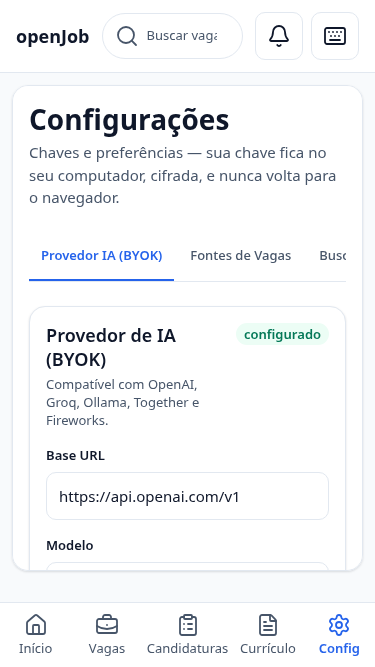 openJob
Buscar vaga
Configurações
Chaves e preferências — sua chave fica no
seu computador, cifrada, e nunca volta para
o navegador.
Provedor IA (BYOK)
Fontes de Vagas
Provedor de IA
(BYOK)
configurado
Compatível com OpenAI,
Groq, Ollama, Together e
Fireworks.
Base URL
https://api.openai.com/v1
Modelo
Início
Vagas
Candidaturas
Currículo
Config